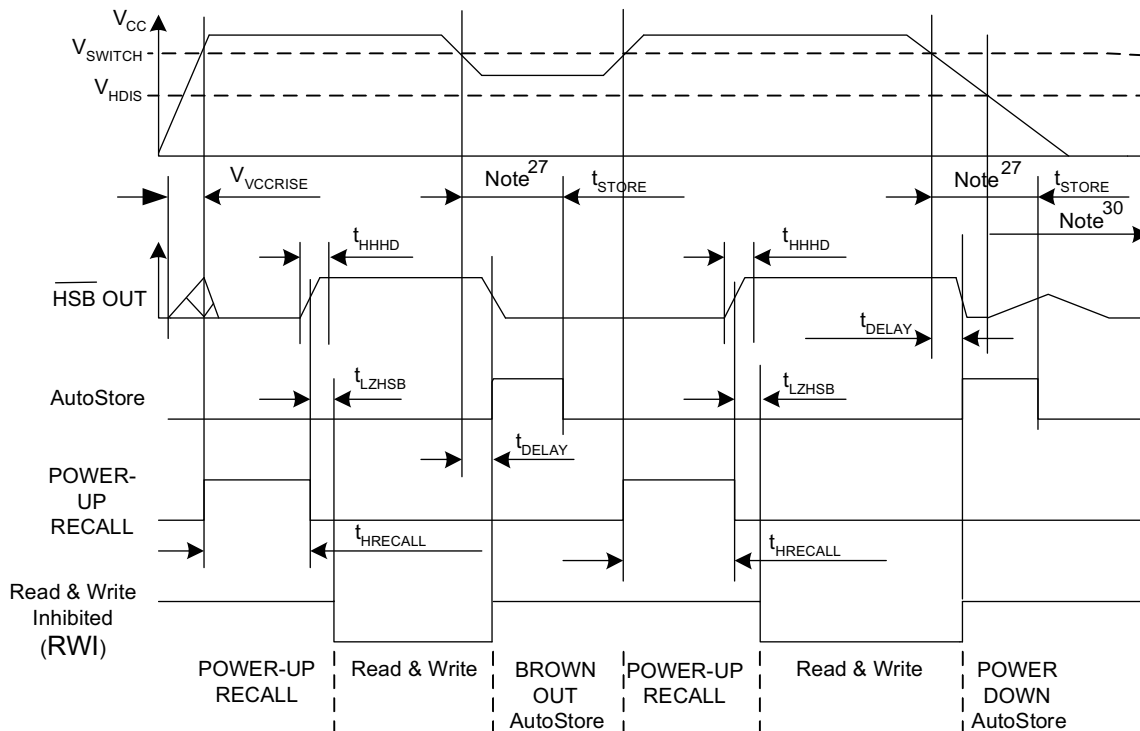 VCC
VSWITCH
VHDIS
VVCCRISE
Note27
tSTORE
Note27
tSTORE
Note30
tHHHD
tHHHD
HSB OUT
tDELAY
tLZHSB
tLZHSB
AutoStore
tDELAY
POWER-
UP
RECALL
tHRECALL
tHRECALL
Read & Write
Inhibited
(RWI)
POWER-UP
RECALL
Read & Write
BROWN
OUT
AutoStore
POWER-UP
RECALL
Read & Write
POWER
DOWN
AutoStore